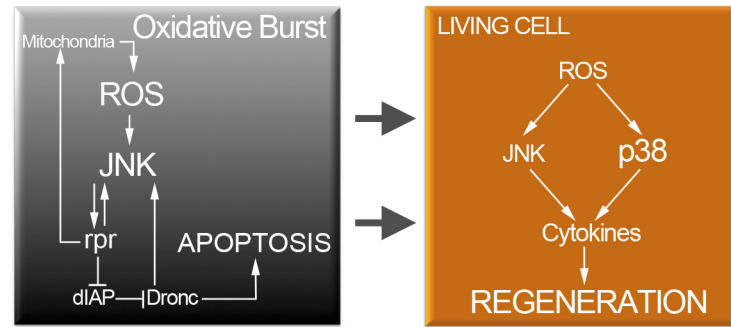 Oxidative Burst
Mitochondria
ROS
JNK
rpr
APOPTOSIS
dIAP
Dronc
LIVING CELL
ROS
JNK
p38
Cytokines
REGENERATION